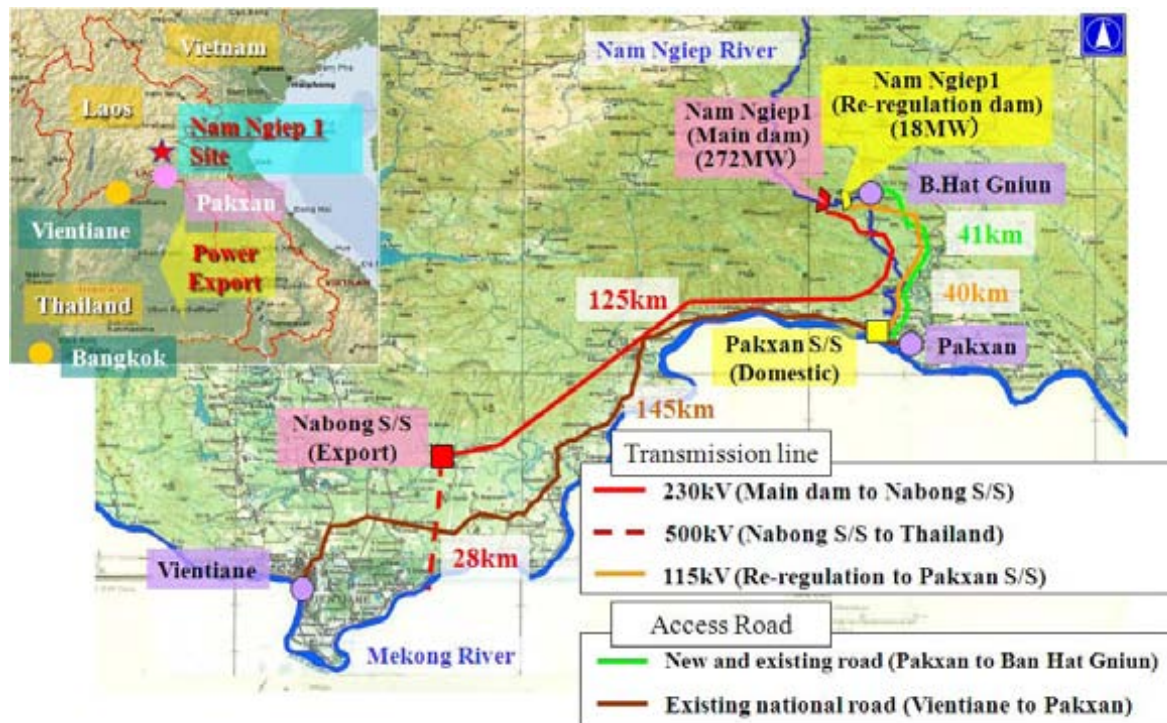 Vietnam
Laos
Nam Ngiep 1
Site
Pakxan
Vientiane
Power
Export
Thailand
Bangkok
Nam Ngiep River
Nam Ngiep1
(Main dam)
(272MW)
Nam Ngiep1
(Re-regulation dam)
(18MW)
B.Hat Gniun
41km
40km
125km
Pakxan S/S
(Domestic)
Pakxan
145km
Nabong S/S
(Export)
Vientiane
28km
Mekong River
Transmission line
230kV (Main dam to Nabong S/S)
500kV (Nabong S/S to Thailand)
115kV (Re-regulation to Pakxan S/S)
Access Road
New and existing road (Pakxan to Ban Hat Gniun)
Existing national road (Vientiane to Pakxan)